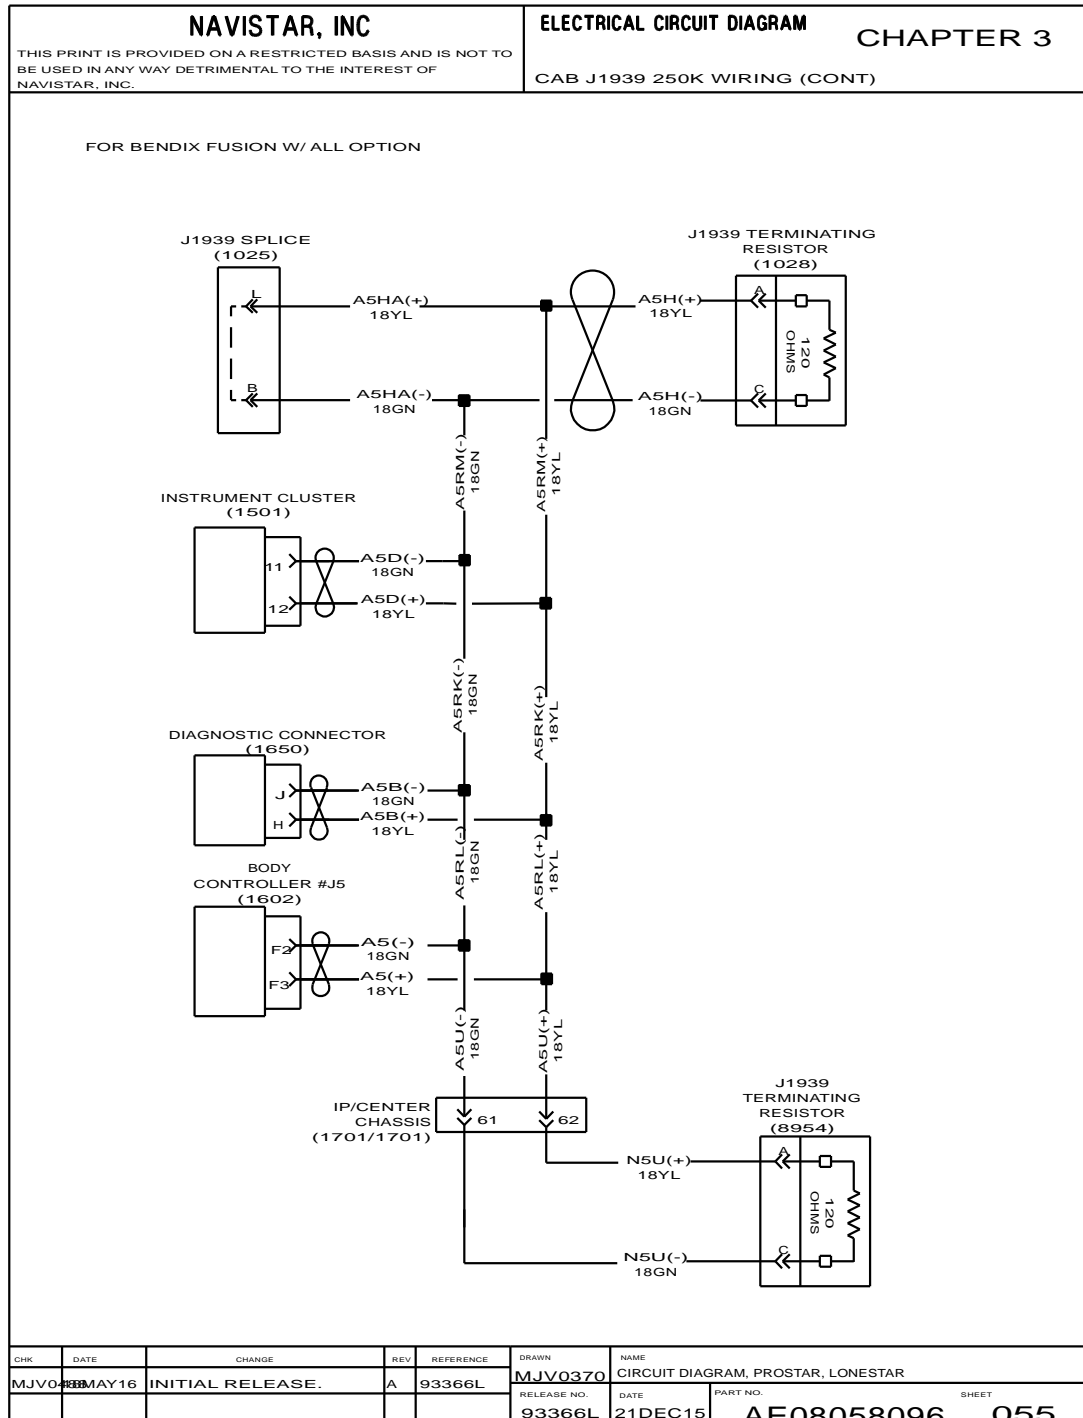 NAVISTAR, INC
THIS PRINT IS PROVIDED ON A RESTRICTED BASIS AND IS NOT TO
BE USED IN ANY WAY DETRIMENTAL TO THE INTEREST OF
NAVISTAR, INC.
ELECTRICAL CIRCUIT DIAGRAM
CHAPTER 3
CAB J1939 250K WIRING (CONT)
FOR BENDIX FUSION W/ ALL OPTION
J1939 SPLICE
(1025)
L
A5HA(+)
18YL
B
A5HA(-)
18GN
J1939 TERMINATING
RESISTOR
(1028)
A5H(+)
18YL
A
120
OHMS
A5H(-)
18GN
C
A5RM(-)
18GN
A5RM(+)
18YL
INSTRUMENT CLUSTER
(1501)
11
A5D(-)
18GN
12
A5D(+)
18YL
A5RK(-)
18GN
A5RK(+)
18YL
DIAGNOSTIC CONNECTOR
(1650)
J
A5B(-)
18GN
H
A5B(+)
18YL
A5RL(-)
18GN
A5RL(+)
18YL
BODY
CONTROLLER #J5
(1602)
F2
A5(-)
18GN
F3
A5(+)
18YL
A5U(-)
18GN
A5U(+)
18YL
IP/CENTER
CHASSIS
(1701/1701)
61
62
J1939
TERMINATING
RESISTOR
(8954)
N5U(+)
18YL
A
120
OHMS
N5U(-)
18GN
C
CHK DATE CHANGE REV REFERENCE
INITIAL RELEASE. A 93366L
DRAWN
MJV0370
NAME
CIRCUIT DIAGRAM, PROSTAR, LONESTAR
RELEASE NO.
93366L
DATE
21DEC15
PART NO.
AE08058096
SHEET
055